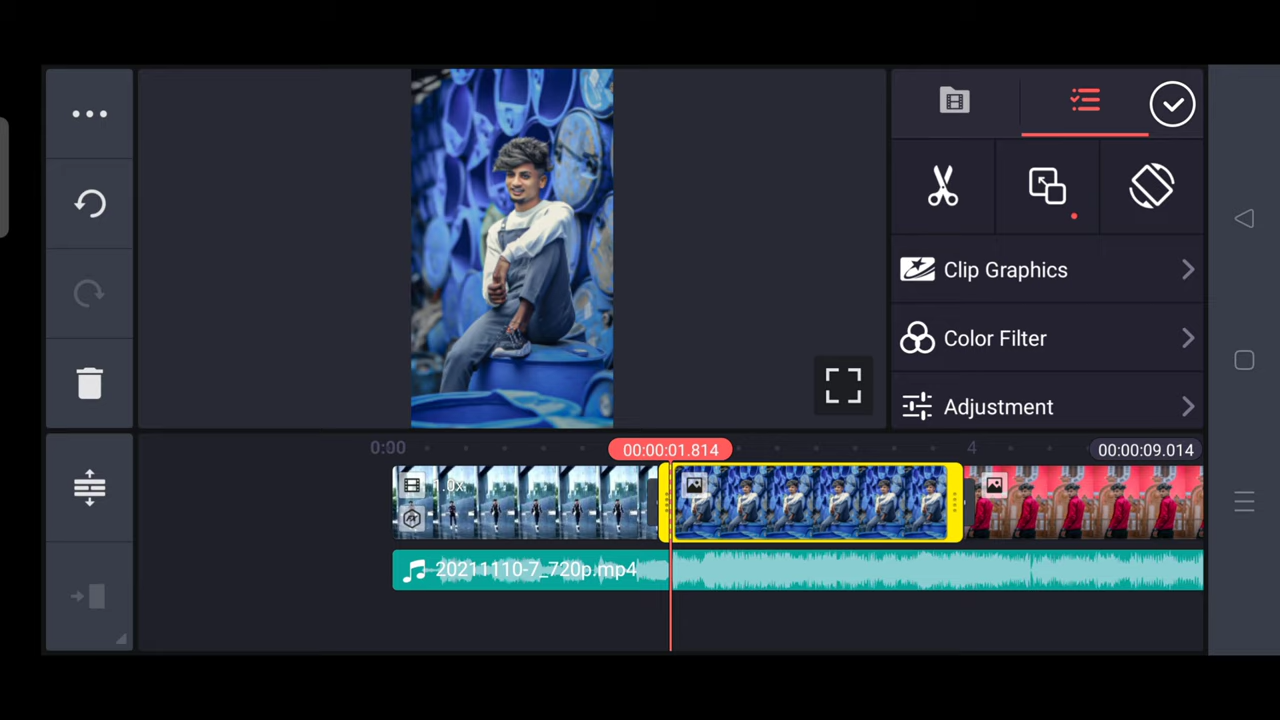 Clip Graphics
Color Filter
Adjustment
0:00
00:00:01.814
4
00:00:09.014
1.0x
20211110-7_720p.mp4